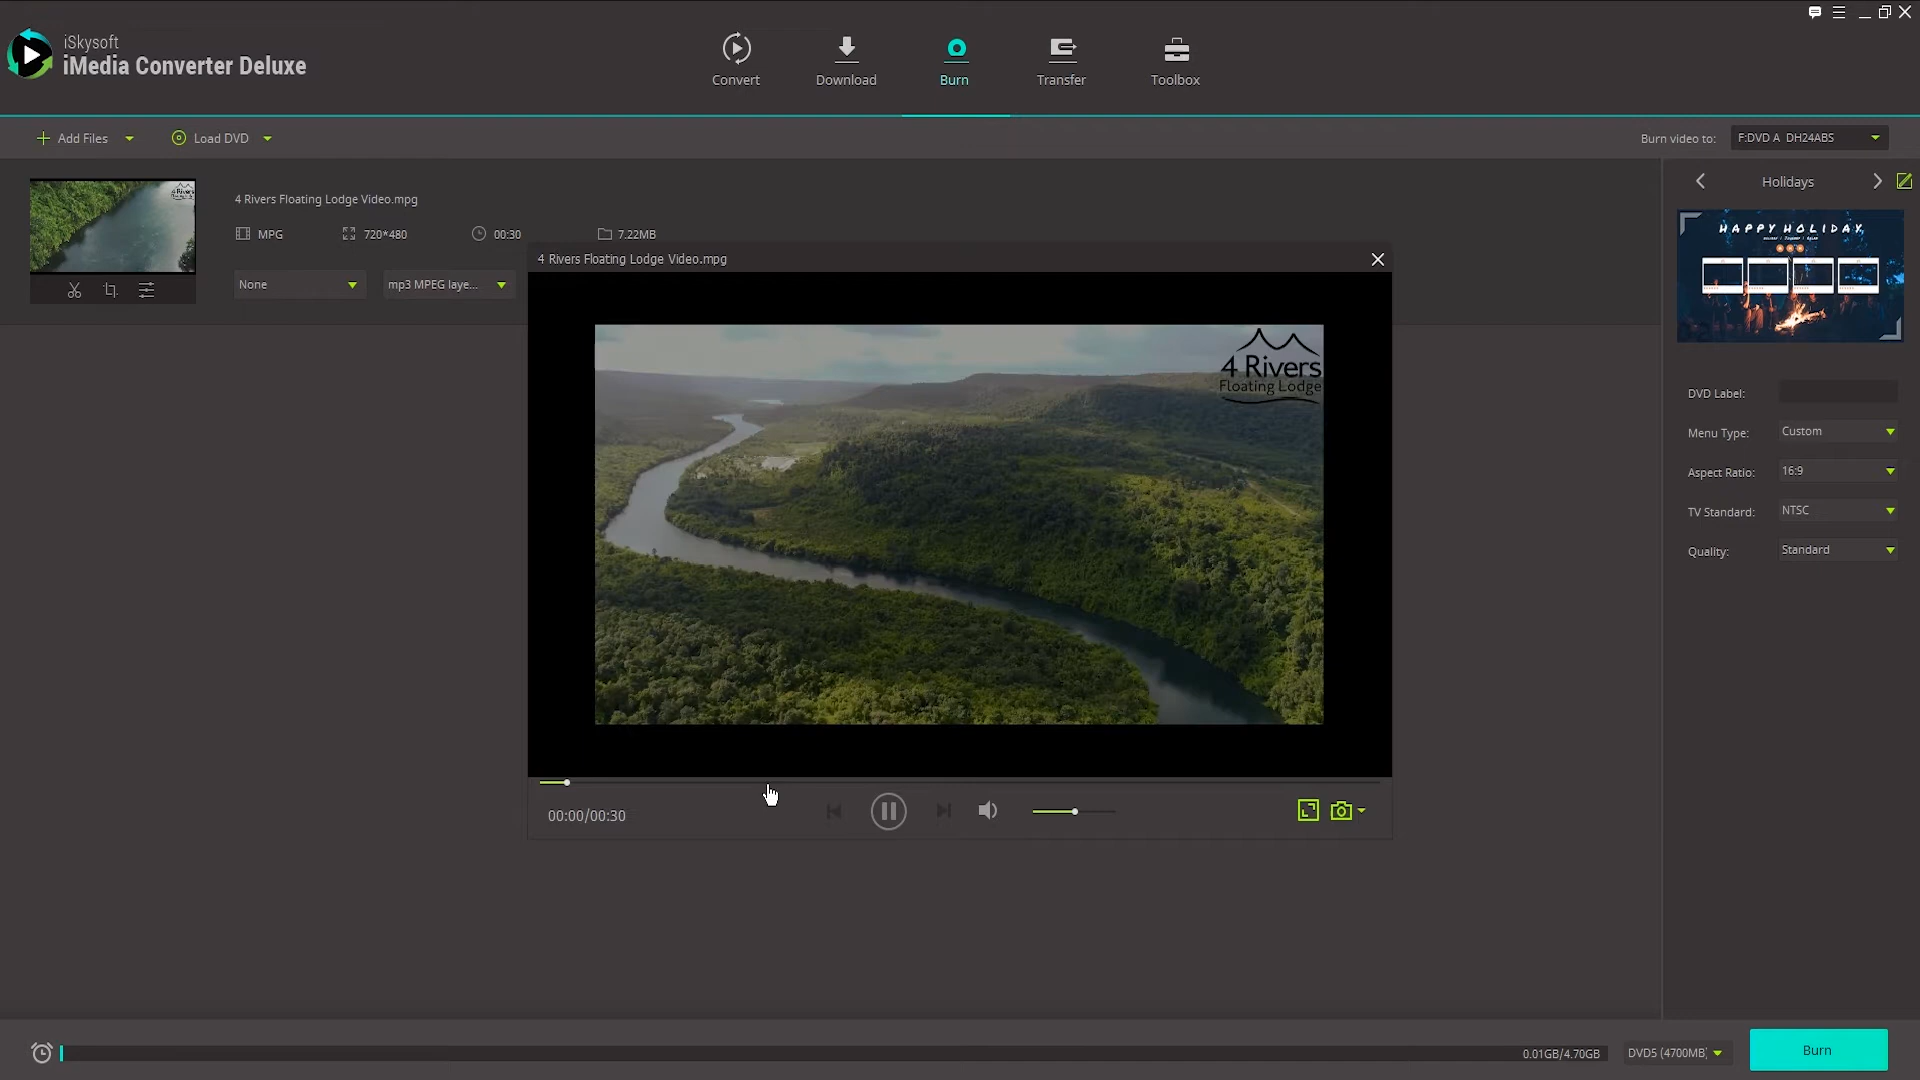 iSkysoft
iMedia Converter Deluxe
Convert
Download
Burn
Transfer
Toolbox
Add Files
Load DVD
Burn video to:
F:DVD A  DH24ABS
4 Rivers Floating Lodge Video.mpg
MPG
720*480
00:30
7.22MB
None
mp3 MPEG laye...
4 Rivers Floating Lodge Video.mpg
4 Rivers
Floating Lodge
00:00/00:30
Holidays
HAPPY HOLIDAY
DVD Label:
Menu Type:
Custom
Aspect Ratio:
16:9
TV Standard:
NTSC
Quality:
Standard
0.01GB/4.70GB
DVD5 (4700MB)
Burn